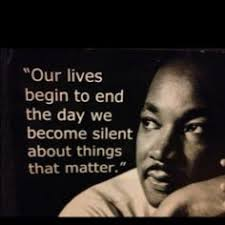 "Our lives
begin to end
the day we
become silent
about things
that matter."